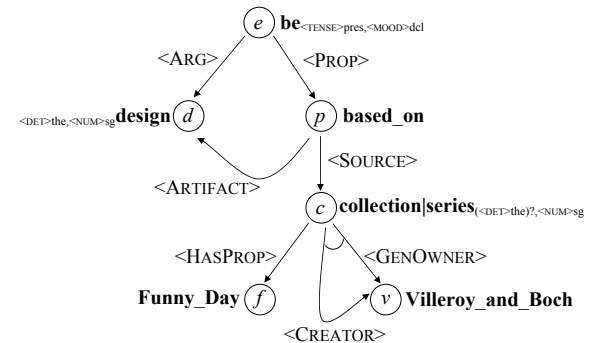 e be<TENSE>pres,<MOOD>dcl
<ARG> <PROP>
<DET>the,<NUM>sg design d p based_on
<SOURCE>
<ARTIFACT>
c collection|series(<DET>the)?,<NUM>sg
<HASPROP> <GENOWNER>
Funny_Day f v Villeroy_and_Boch
<CREATOR>